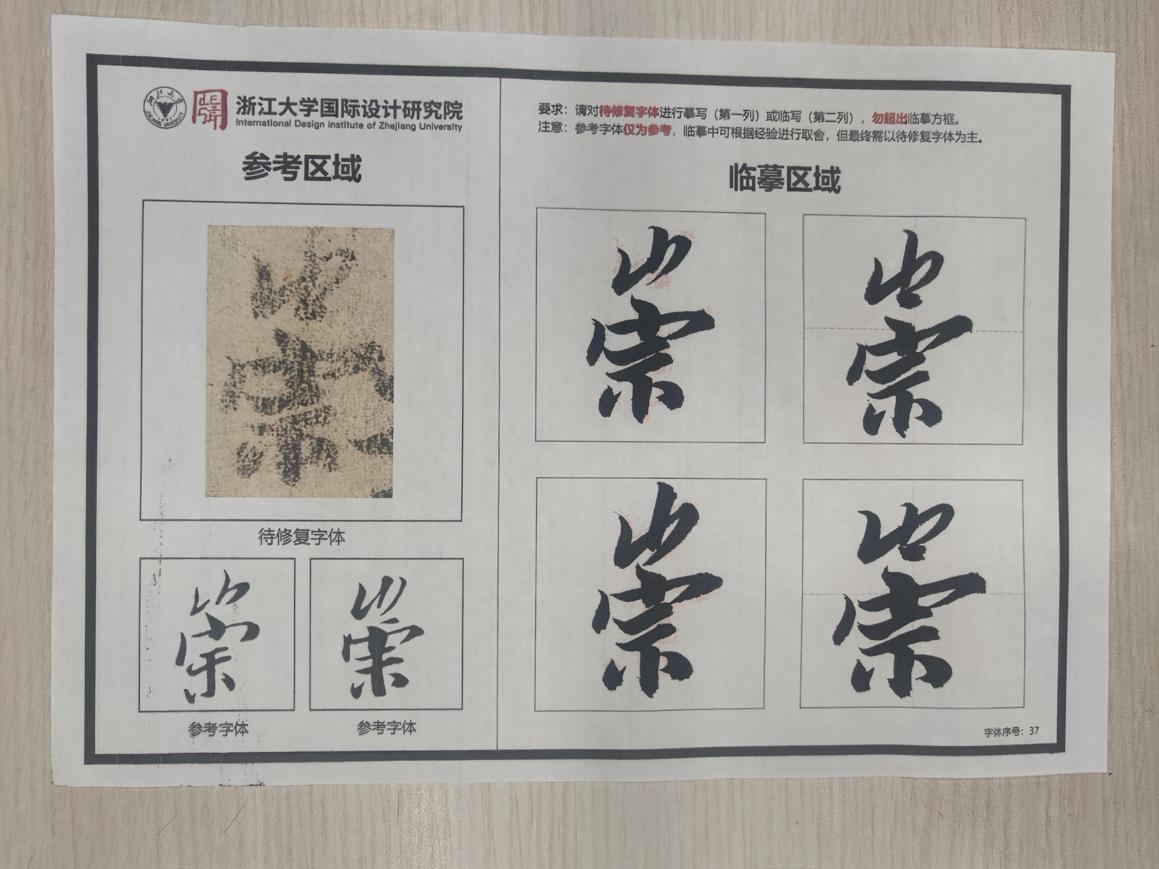 浙江大学国际设计研究院
International Design Institute of Zhejiang University
参考区域
崇
待修复字体
崇 崇
参考字体 参考字体
要求：请对待修复字体进行摹写（第一列）或临写（第二列），勿超出临摹方框。
注意：参考字体仅为参考，临摹中可根据经验进行取舍，但最终需以待修复字体为主。
临摹区域
崇 崇
崇 崇
字体序号：37